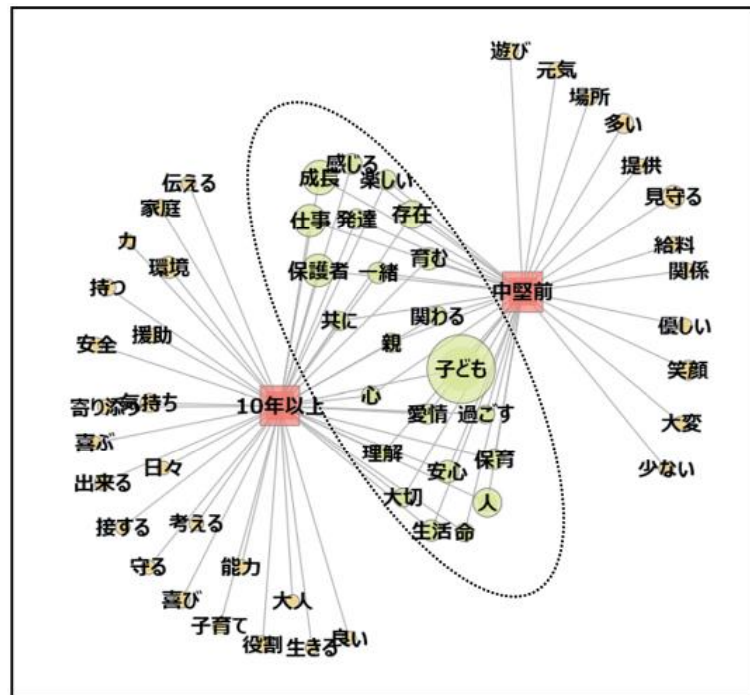 遊び
元気
場所
多い
提供
見守る
給料
関係
優しい
笑顔
大変
少ない
中堅前
感じる
成長
楽しい
仕事
発達
存在
保護者
一緒
育む
共に
関わる
親
子ども
心
愛情
過ごす
理解
安心
保育
大切
人
生活
命
10年以上
伝える
家庭
力
環境
持つ
安全
援助
寄り添う
気持ち
喜ぶ
日々
出来る
接する
考える
守る
能力
喜び
大人
子育て
役割
生きる
良い